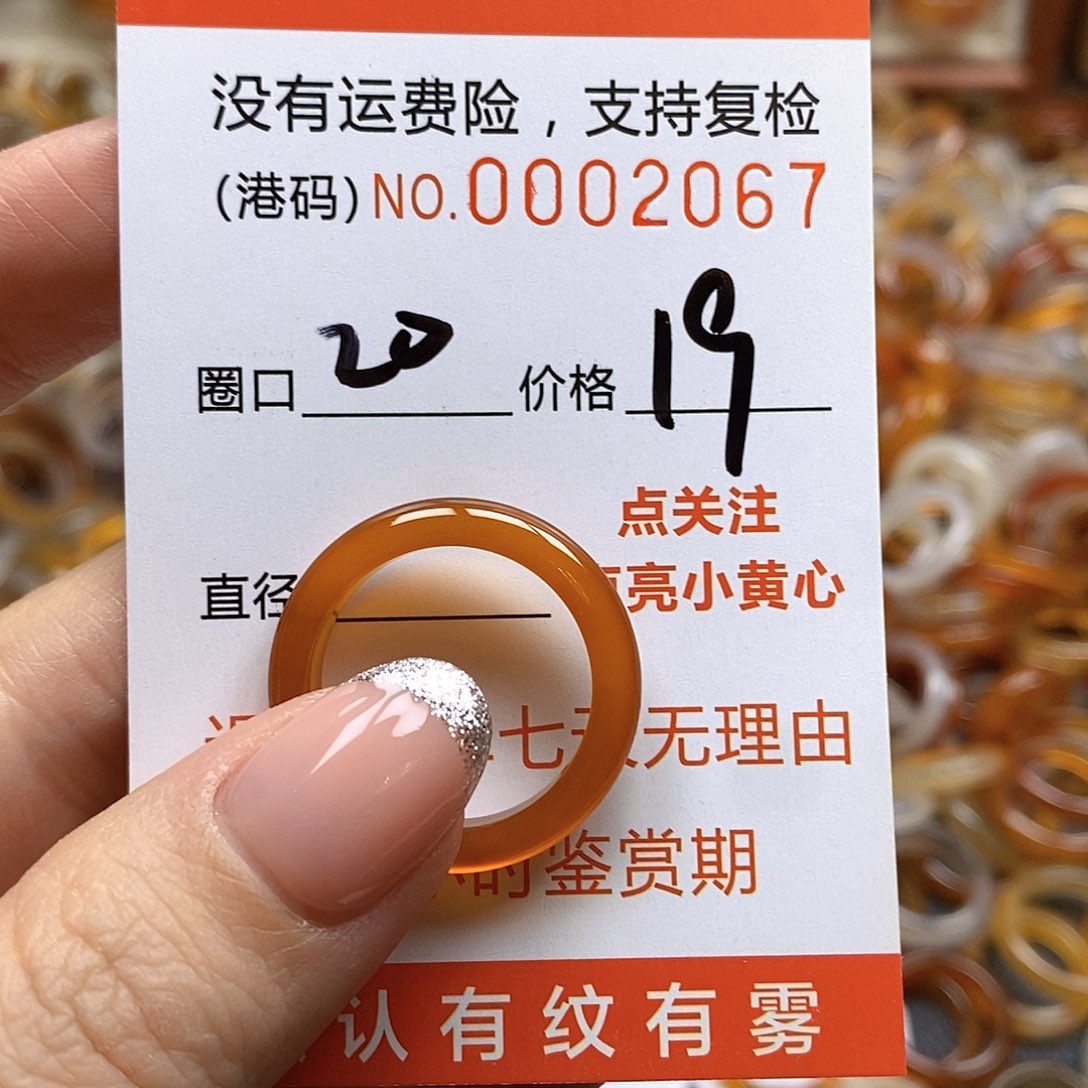 没有运费险，支持复检
(港码) NO.0002067
圈口 20 价格 19
点关注
亮小黄心
直径
七天无理由
时鉴赏期
认有纹有雾